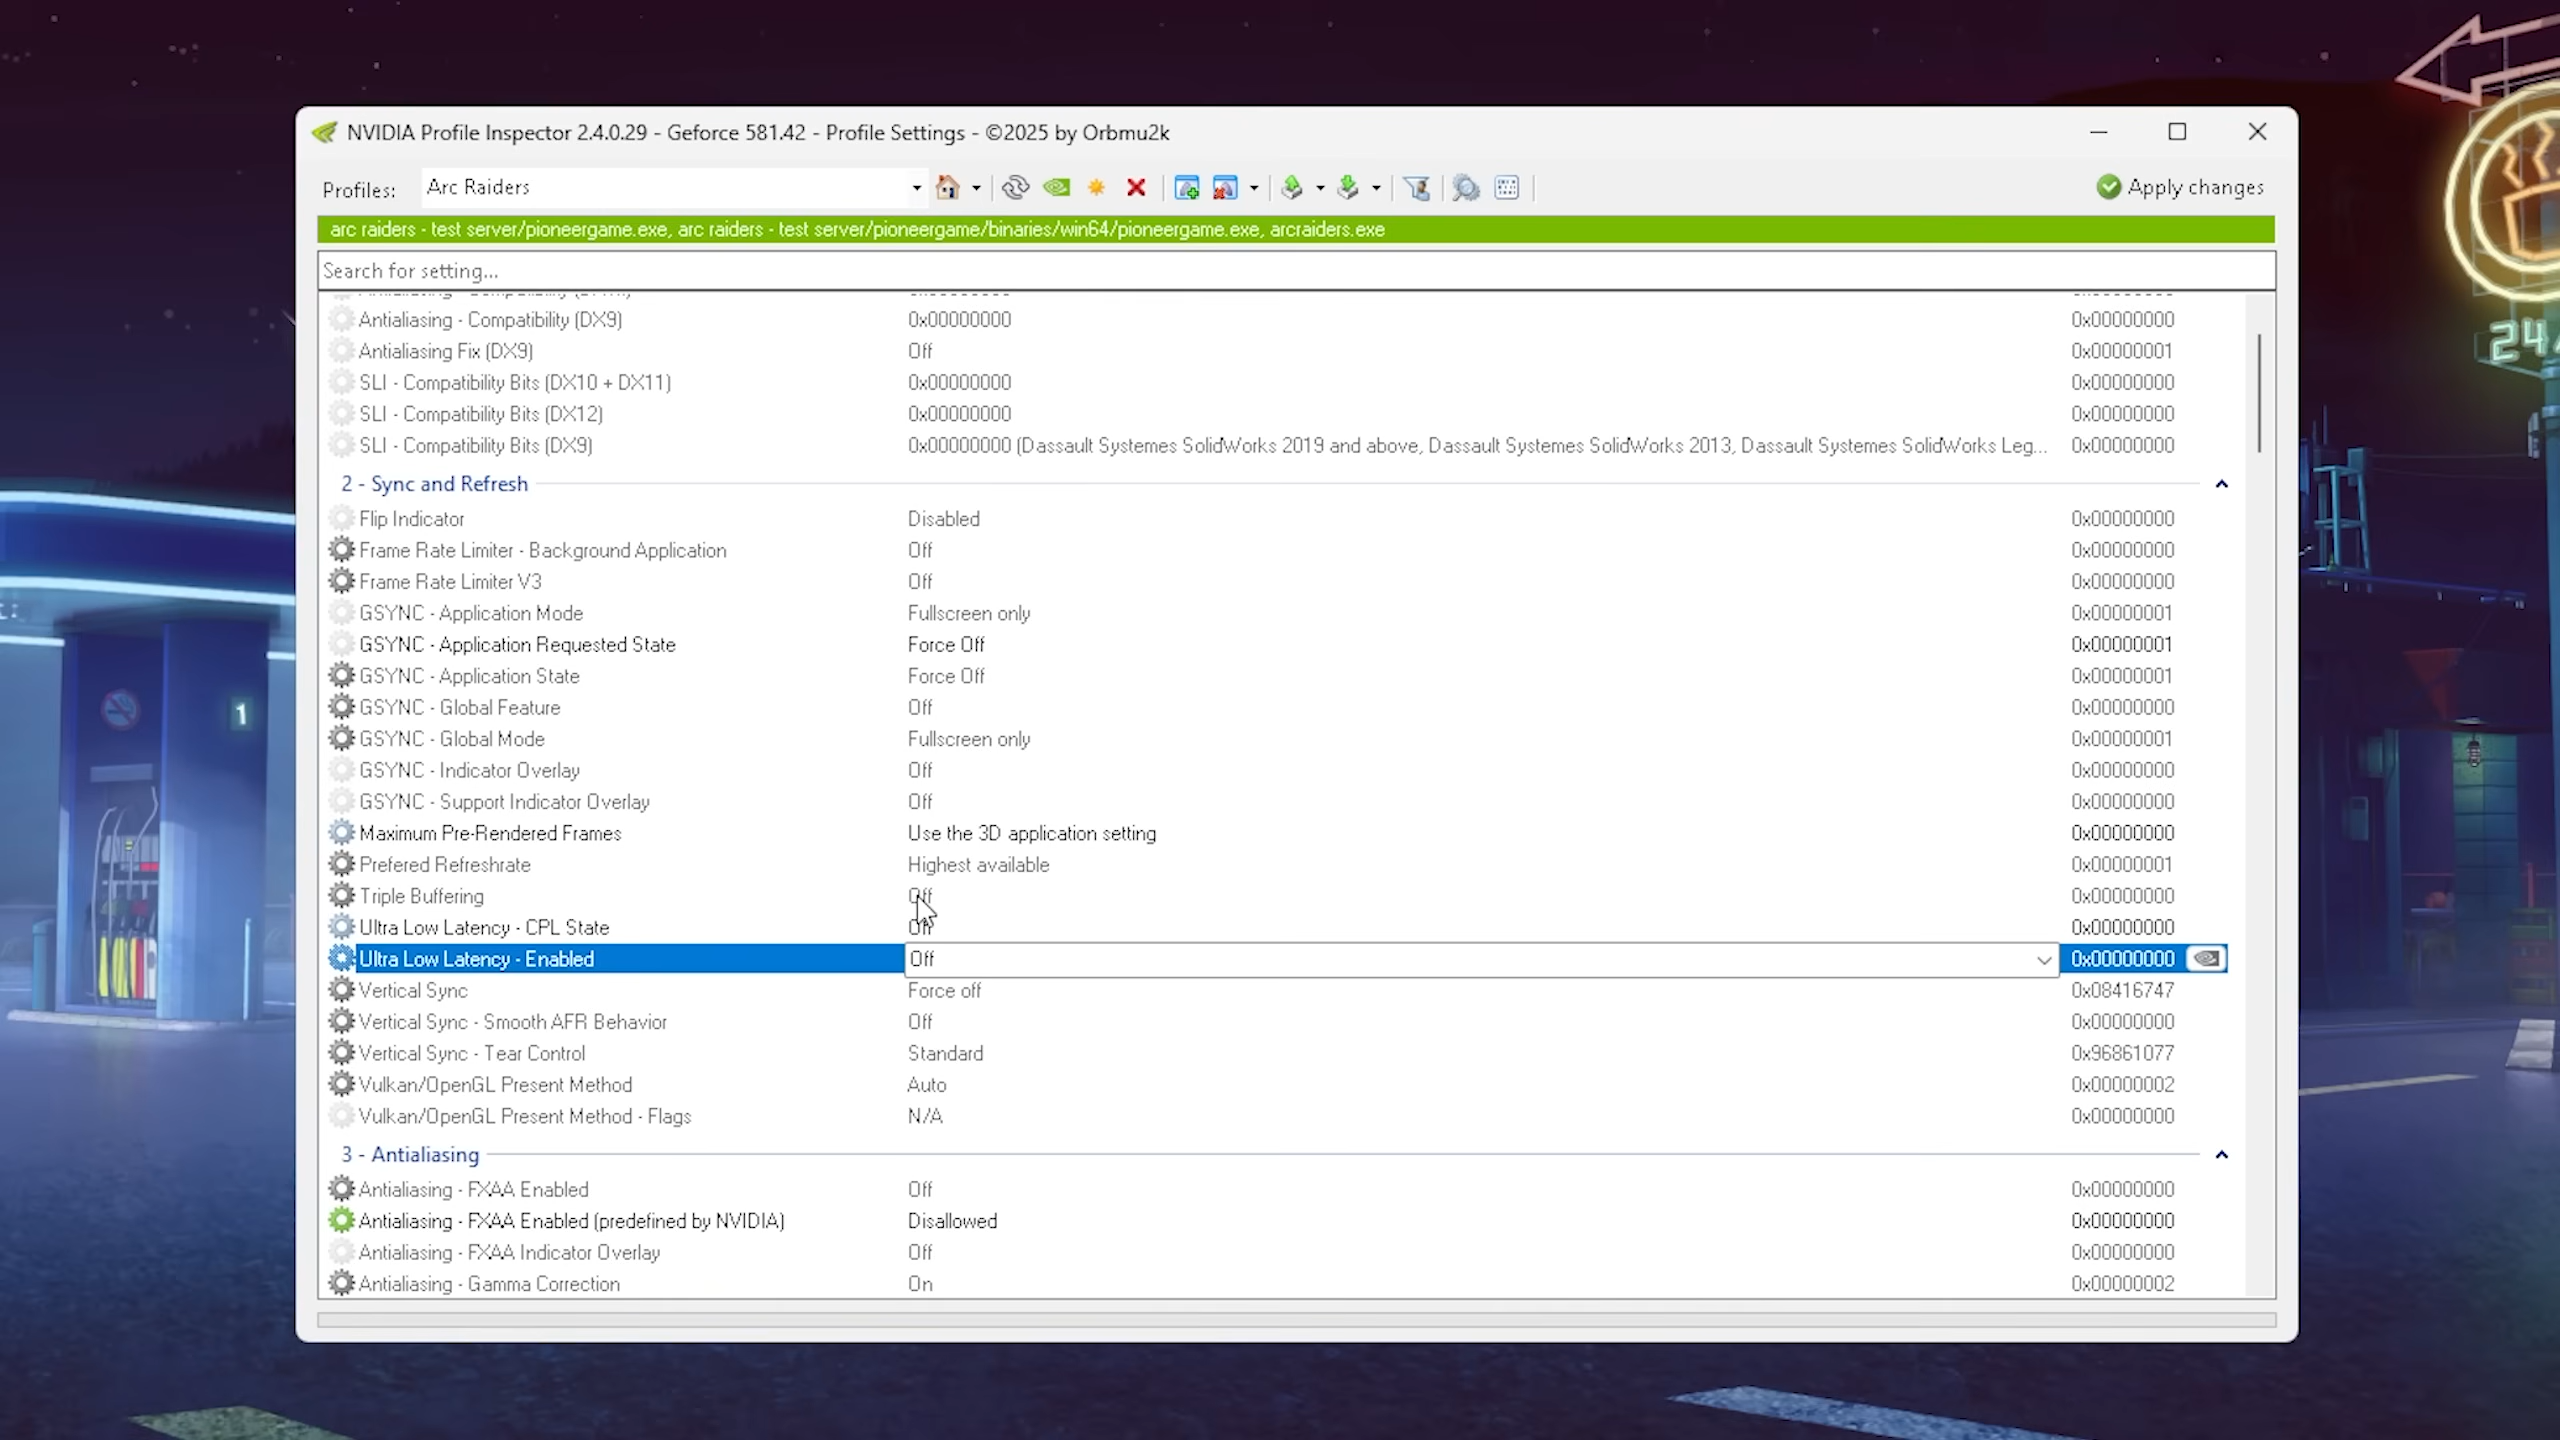 NVIDIA Profile Inspector 2.4.0.29 - Geforce 581.42 - Profile Settings - ©2025 by Orbmu2k
Profiles: Arc Raiders Apply changes
arc raiders - test server/pioneergame.exe, arc raiders - test server/pioneergame/binaries/win64/pioneergame.exe, arcraiders.exe
Search for setting...
Antialiasing - Compatibility (DX9) 0x00000000 0x00000000
Antialiasing Fix (DX9) Off 0x00000001
SLI - Compatibility Bits (DX10 + DX11) 0x00000000 0x00000000
SLI - Compatibility Bits (DX12) 0x00000000 0x00000000
SLI - Compatibility Bits (DX9) 0x00000000 (Dassault Systemes SolidWorks 2019 and above, Dassault Systemes SolidWorks 2013, Dassault Systemes SolidWorks Leg... 0x00000000
2 - Sync and Refresh
Flip Indicator Disabled 0x00000000
Frame Rate Limiter - Background Application Off 0x00000000
Frame Rate Limiter V3 Off 0x00000000
GSYNC - Application Mode Fullscreen only 0x00000001
GSYNC - Application Requested State Force Off 0x00000001
GSYNC - Application State Force Off 0x00000001
GSYNC - Global Feature Off 0x00000000
GSYNC - Global Mode Fullscreen only 0x00000001
GSYNC - Indicator Overlay Off 0x00000000
GSYNC - Support Indicator Overlay Off 0x00000000
Maximum Pre-Rendered Frames Use the 3D application setting 0x00000000
Prefered Refreshrate Highest available 0x00000001
Triple Buffering Off 0x00000000
Ultra Low Latency - CPL State Off 0x00000000
Ultra Low Latency - Enabled Off 0x00000000
Vertical Sync Force off 0x08416747
Vertical Sync - Smooth AFR Behavior Off 0x00000000
Vertical Sync - Tear Control Standard 0x96861077
Vulkan/OpenGL Present Method Auto 0x00000002
Vulkan/OpenGL Present Method - Flags N/A 0x00000000
3 - Antialiasing
Antialiasing - FXAA Enabled Off 0x00000000
Antialiasing - FXAA Enabled (predefined by NVIDIA) Disallowed 0x00000000
Antialiasing - FXAA Indicator Overlay Off 0x00000000
Antialiasing - Gamma Correction On 0x00000002
1
24/